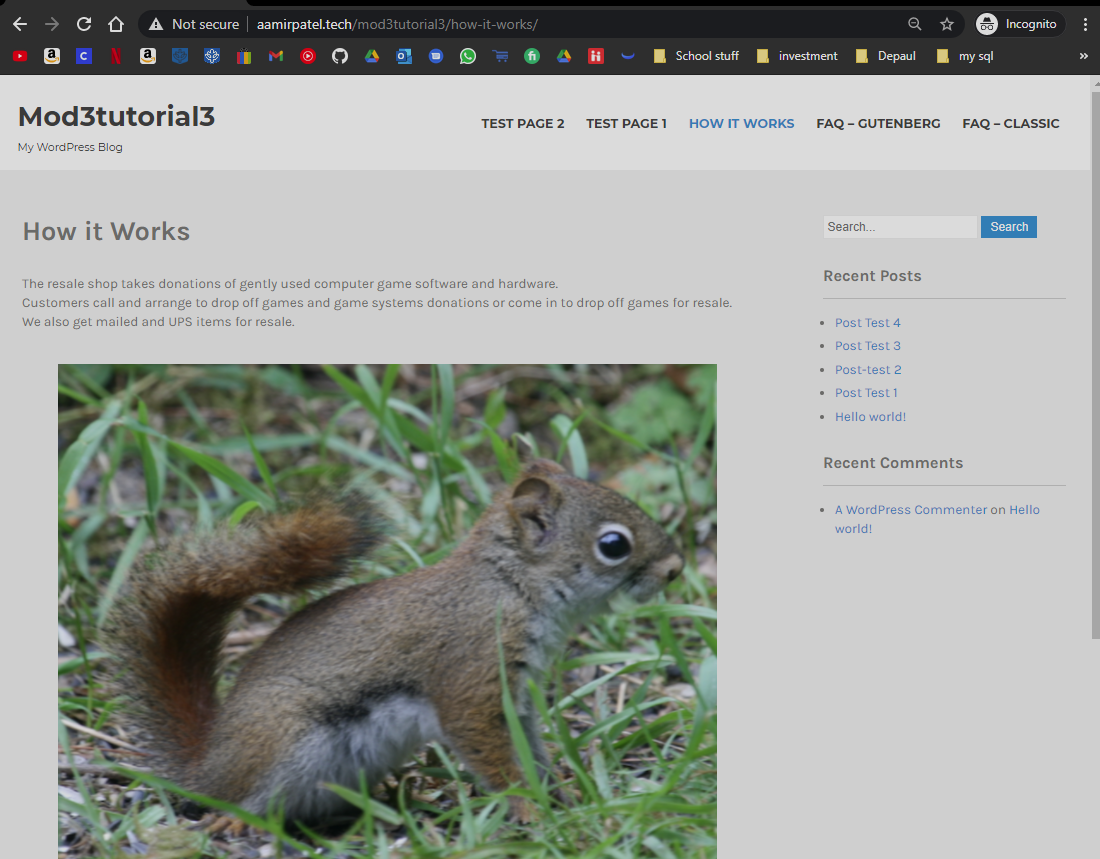 Not secure
aamirpatel.tech/mod3tutorial3/how-it-works/
Incognito
School stuff
investment
Depaul
my sql
»
Mod3tutorial3
My WordPress Blog
TEST PAGE 2
TEST PAGE 1
HOW IT WORKS
FAQ – GUTENBERG
FAQ – CLASSIC
How it Works
The resale shop takes donations of gently used computer game software and hardware.
Customers call and arrange to drop off games and game systems donations or come in to drop off games for resale.
We also get mailed and UPS items for resale.
Search...
Search
Recent Posts
Post Test 4
Post Test 3
Post-test 2
Post Test 1
Hello world!
Recent Comments
A WordPress Commenter on Hello
world!